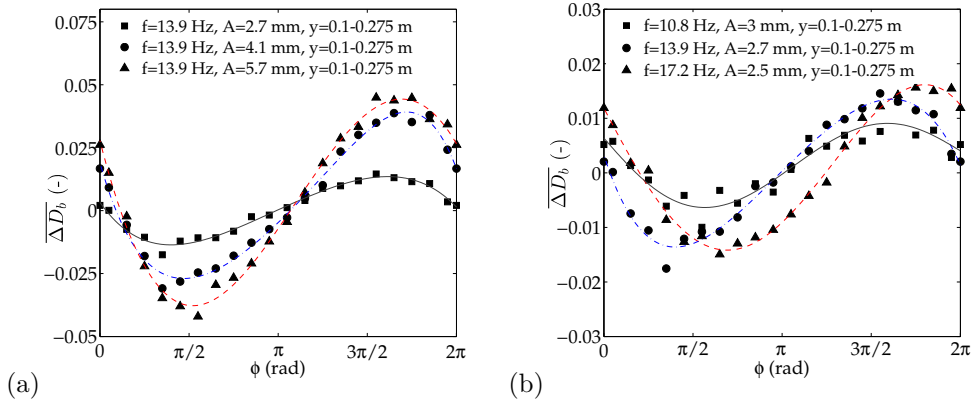 0.075
0.05
0.025
0
−0.025
−0.05
ΔD_b (-)
f=13.9 Hz, A=2.7 mm, y=0.1-0.275 m
f=13.9 Hz, A=4.1 mm, y=0.1-0.275 m
f=13.9 Hz, A=5.7 mm, y=0.1-0.275 m
0 π/2 π 3π/2 2π
ϕ (rad)
(a)
0.03
0.02
0.01
0
−0.01
−0.02
−0.03
ΔD_b (-)
f=10.8 Hz, A=3 mm, y=0.1-0.275 m
f=13.9 Hz, A=2.7 mm, y=0.1-0.275 m
f=17.2 Hz, A=2.5 mm, y=0.1-0.275 m
0 π/2 π 3π/2 2π
ϕ (rad)
(b)